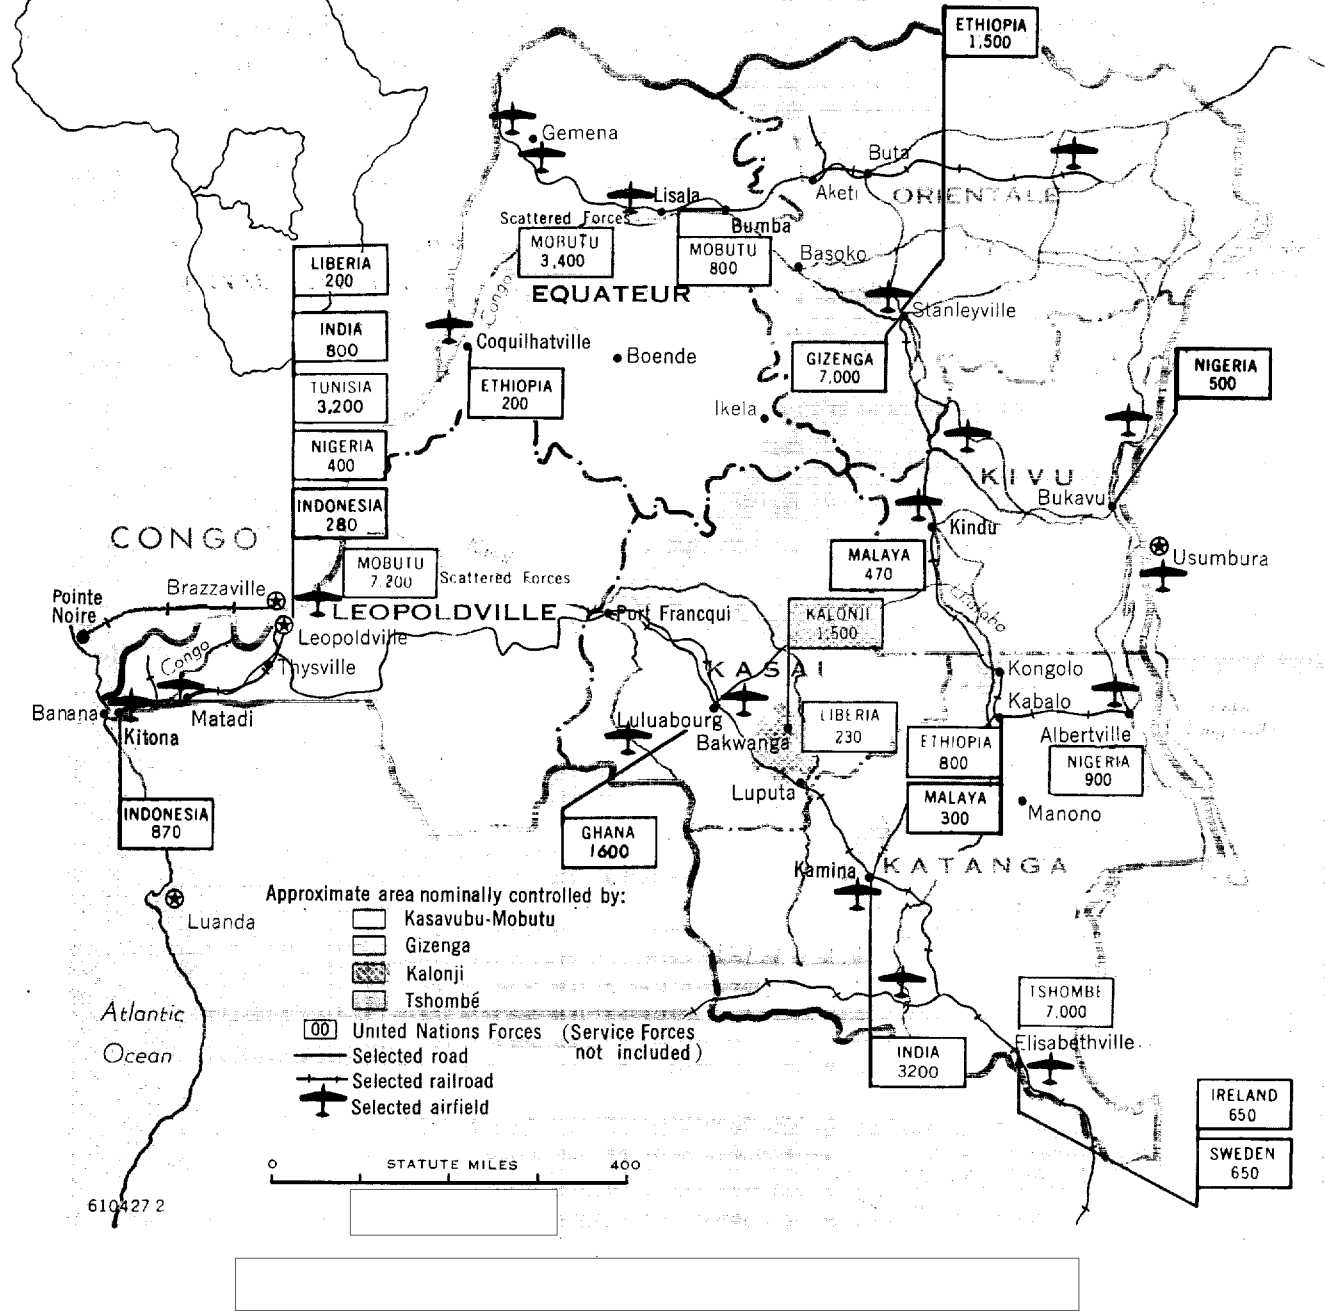 ETHIOPIA
1,500
Gemena
Buta
Lisala
Aketi
ORIENTALE
Scattered Forces
Bumba
MOBUTU
3,400
MOBUTU
800
Basoko
LIBERIA
200
EQUATEUR
Congo
Stanleyville
INDIA
800
Coquilhatville
Boende
GIZENGA
7,000
NIGERIA
500
TUNISIA
3,200
ETHIOPIA
200
Ikela
NIGERIA
400
KIVU
Bukavu
INDONESIA
280
CONGO
Kindu
MOBUTU
7,200
Scattered Forces
MALAYA
470
Usumbura
Brazzaville
Pointe
Noire
LEOPOLDVILLE
Port Francqui
KALONJI
1,500
Leopoldville
Congo
Thysville
KASAI
Kongolo
Kabalo
Banana
Matadi
Kitona
Luluabourg
Bakwanga
LIBERIA
230
ETHIOPIA
800
Albertville
NIGERIA
900
Luputa
MALAYA
300
Manono
INDONESIA
870
GHANA
1600
Kamina
KATANGA
Luanda
Approximate area nominally controlled by:
Kasavubu-Mobutu
Gizenga
Kalonji
Tshombé
00 United Nations Forces (Service Forces
not included)
Selected road
Selected railroad
Selected airfield
Atlantic
Ocean
TSHOMBE
7,000
Elisabethville
INDIA
3200
IRELAND
650
SWEDEN
650
0 STATUTE MILES 400
610427 2